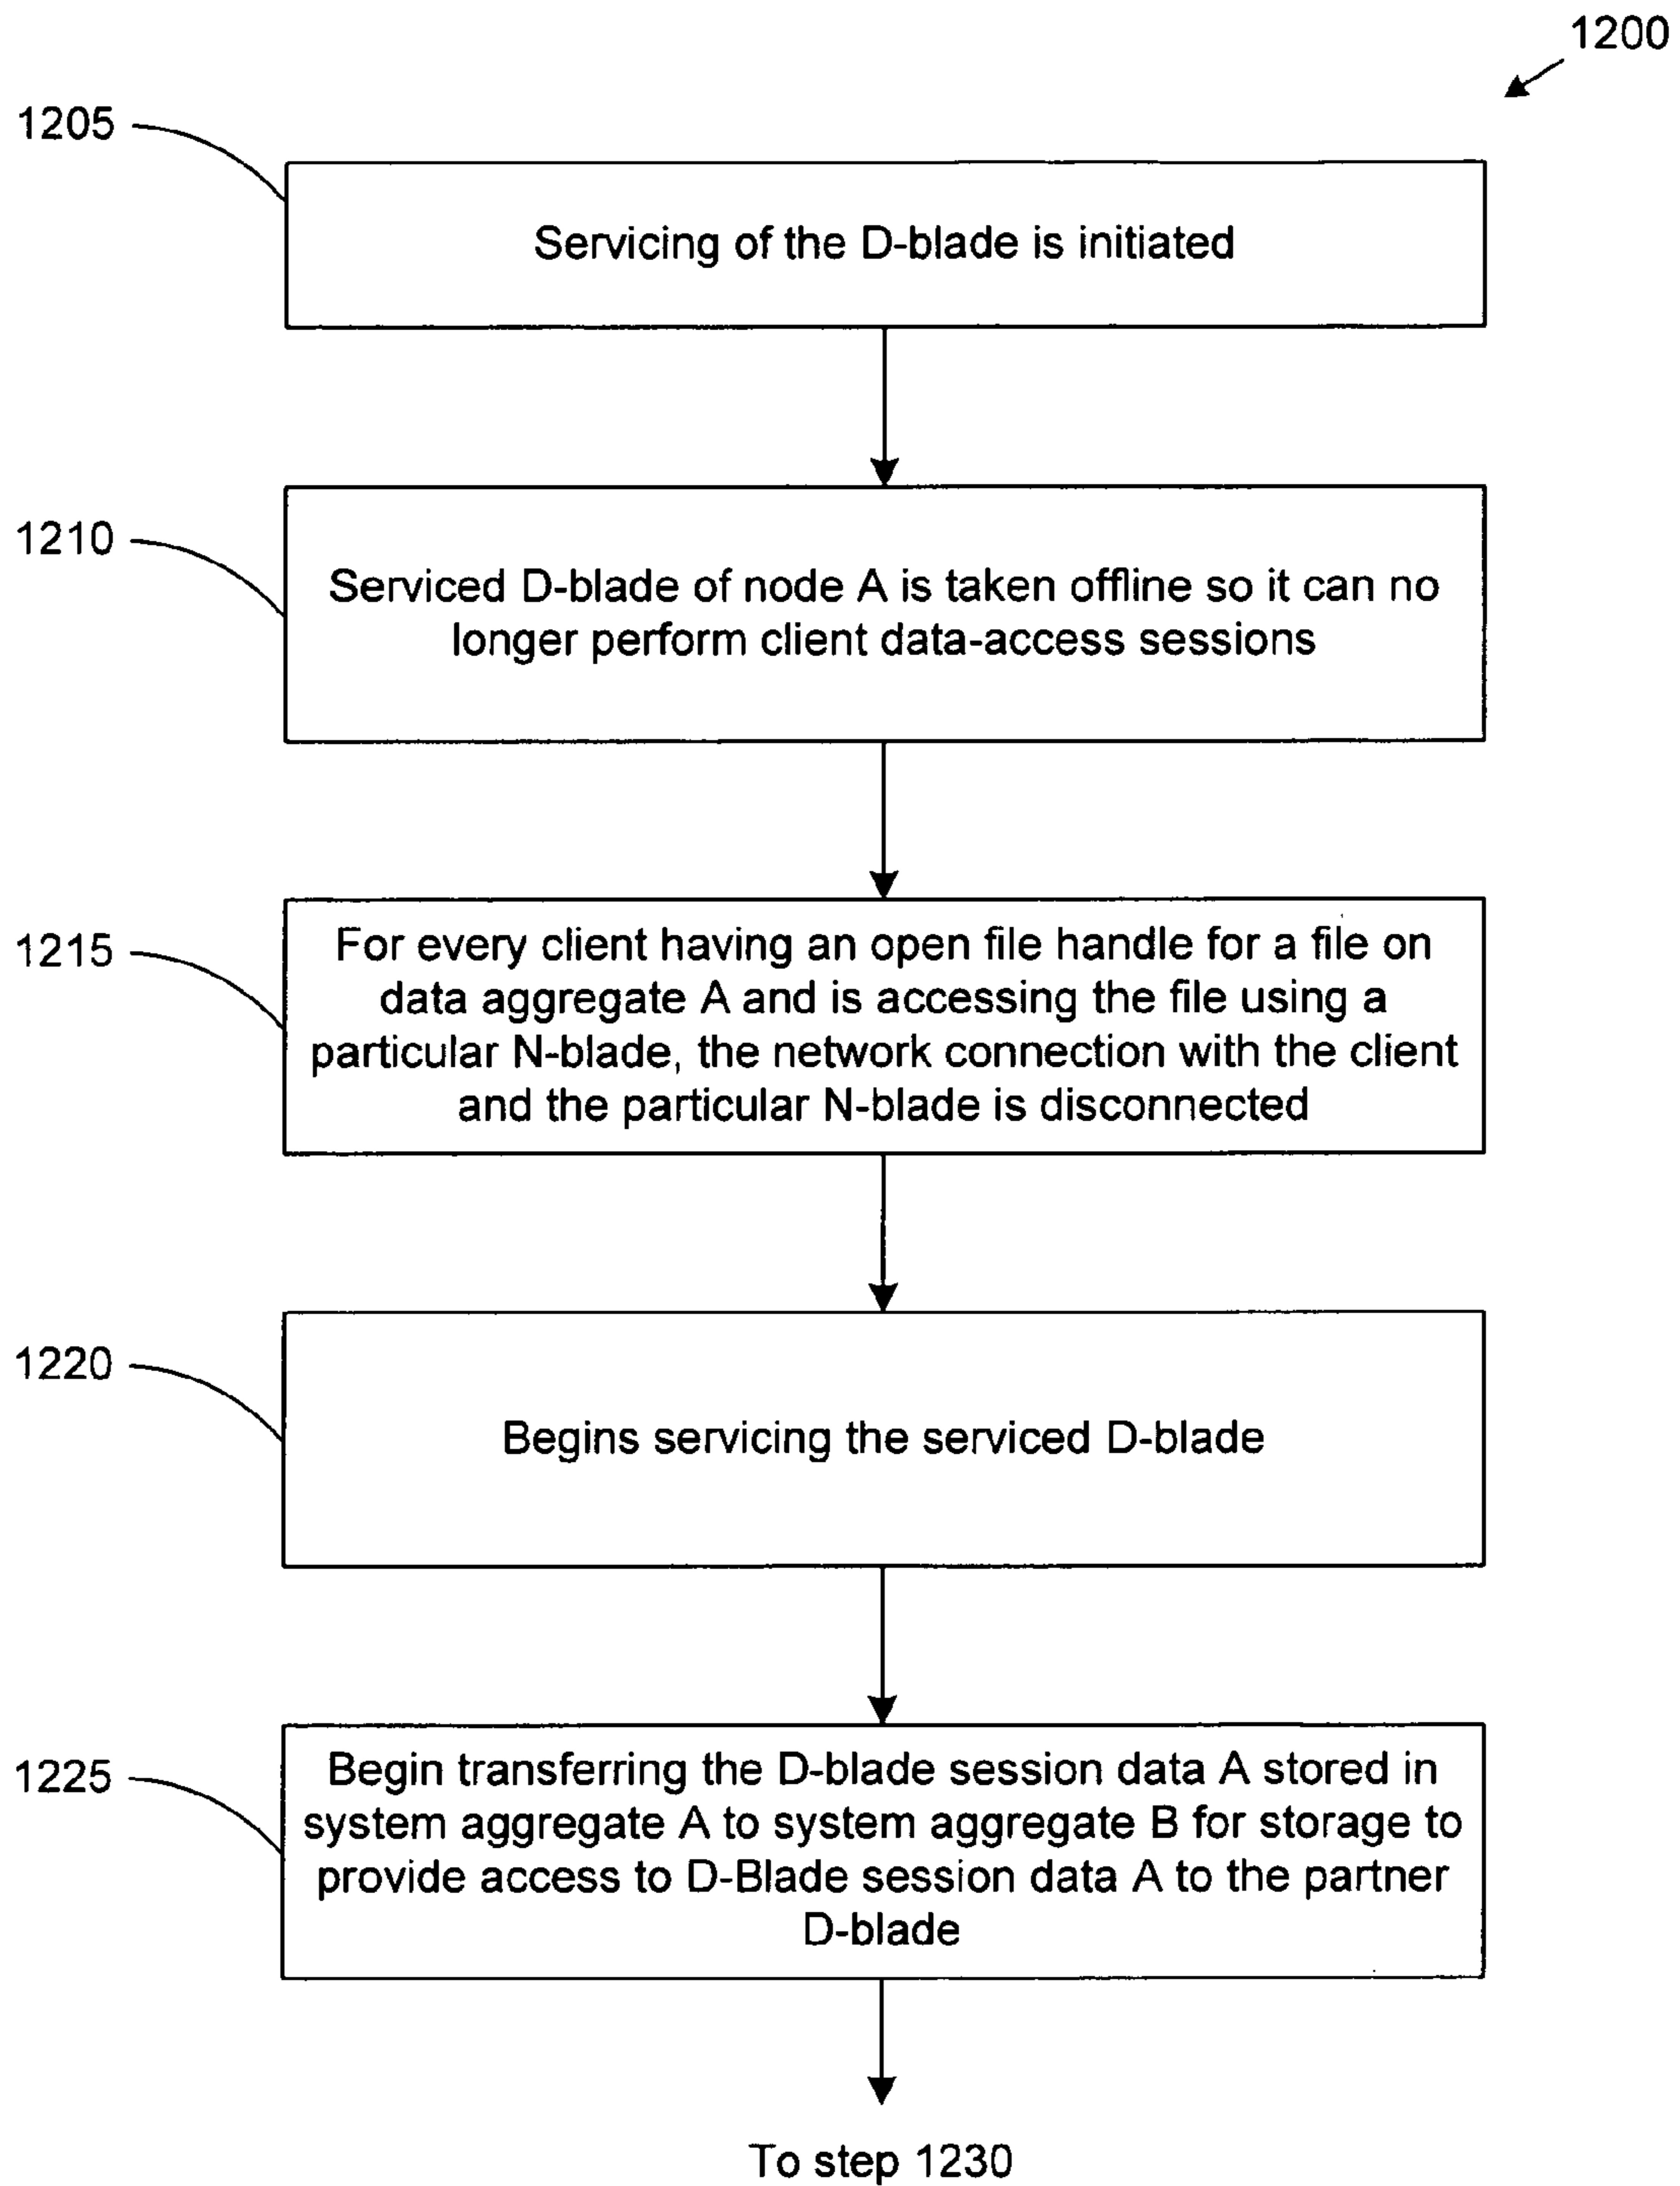 1200
1205
Servicing of the D-blade is initiated
1210
Serviced D-blade of node A is taken offline so it can no
longer perform client data-access sessions
1215
For every client having an open file handle for a file on
data aggregate A and is accessing the file using a
particular N-blade, the network connection with the client
and the particular N-blade is disconnected
1220
Begins servicing the serviced D-blade
1225
Begin transferring the D-blade session data A stored in
system aggregate A to system aggregate B for storage to
provide access to D-Blade session data A to the partner
D-blade
To step 1230